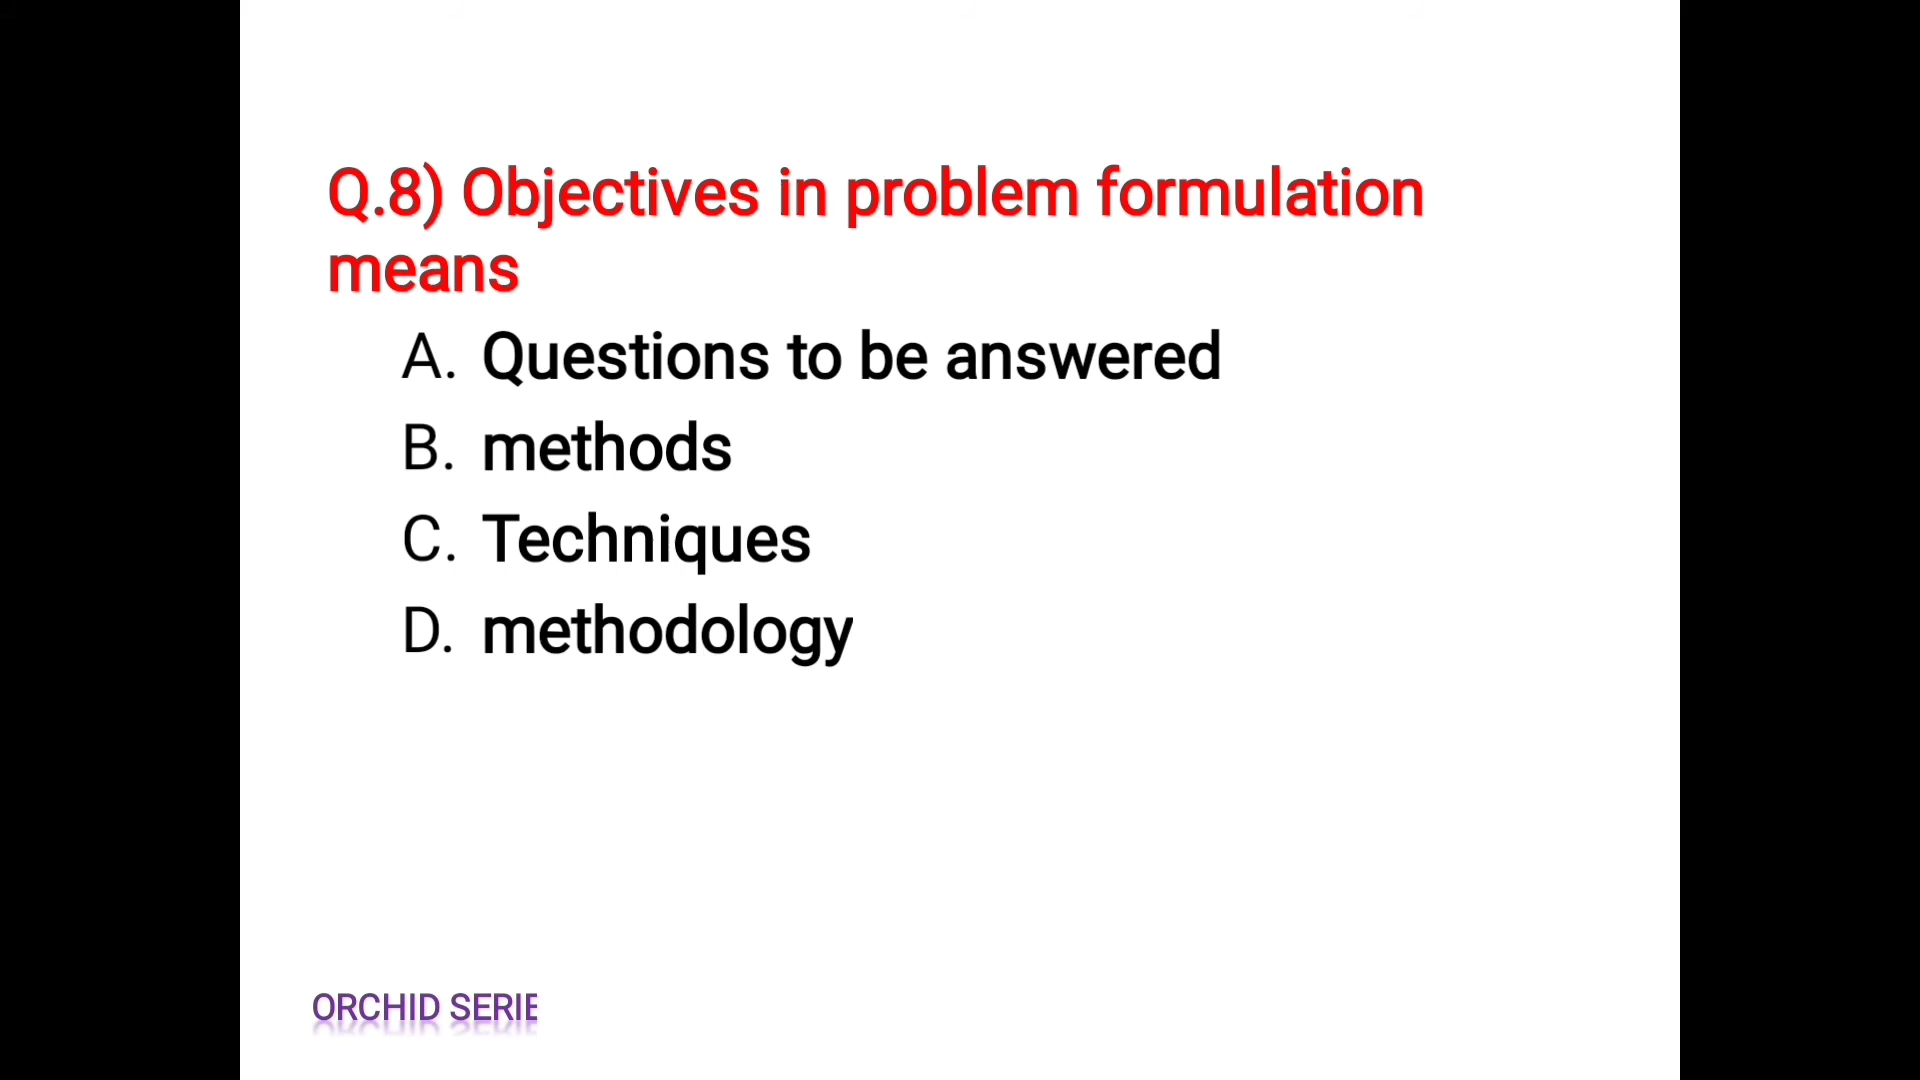 Q.8) Objectives in problem formulation
means
A. Questions to be answered
B. methods
C. Techniques
D. methodology
ORCHID SERIE